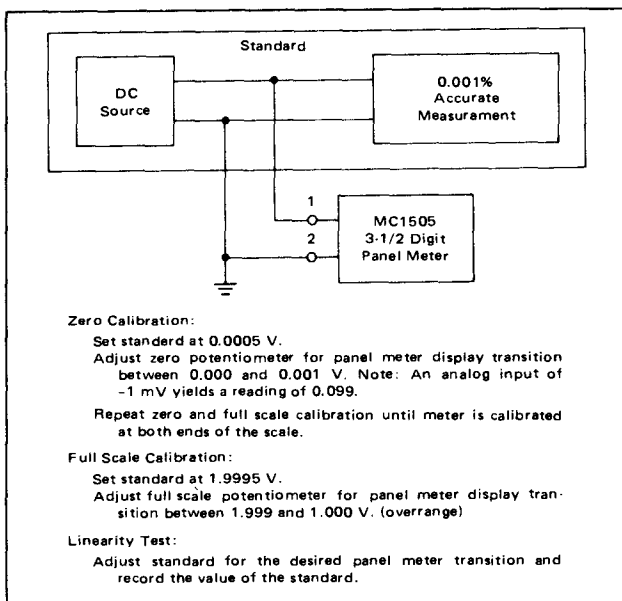 Standard
DC
Source
0.001%
Accurate
Measurament
1
2
MC1505
3-1/2 Digit
Panel Meter
Zero Calibration:
Set standerd at 0.0005 V.
Adjust zero potentiometer for panel meter display transition
between 0.000 and 0.001 V. Note: An analog input of
-1 mV yields a reading of 0.099.
Repeat zero and full scale calibration until meter is calibrated
at both ends of the scale.
Full Scale Calibration:
Set standard at 1.9995 V.
Adjust full scale potentiometer for panel meter display tran-
sition between 1.999 and 1.000 V. (overrange)
Linearity Test:
Adjust standard for the desired panel meter transition and
record the value of the standard.